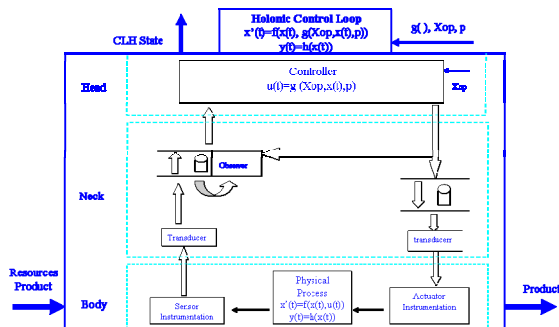 Holonic Control Loop
x'(t)=f(x(t), g(Xop,x(t),p))
y(t)=h(x(t))
g( ), Xop, p
CLH State
Controller
u(t)=g (Xop,x(t),p)
Head
Xop
Observer
Neck
Transducer
transducerr
Resources
Product
Physical
Process
x'(t)=f(x(t),u(t))
y(t)=h(x(t))
Sensor
Instrumentation
Actuator
Instrumentation
Product
Body